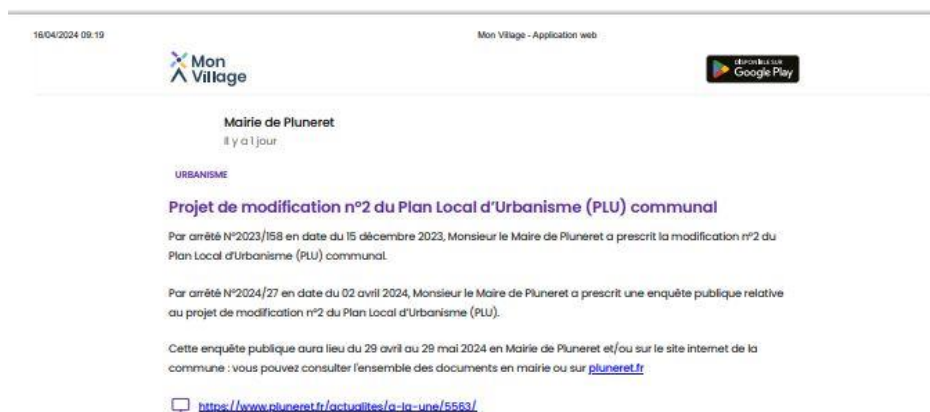 16/04/2024 09:19
Mon Village - Application web
Mon
Village
DISPONIBLE SUR
Google Play
Mairie de Pluneret
il y a 1 jour
URBANISME
Projet de modification n°2 du Plan Local d'Urbanisme (PLU) communal
Par arrêté N°2023/158 en date du 15 décembre 2023, Monsieur le Maire de Pluneret a prescrit la modification n°2 du
Plan Local d'Urbanisme (PLU) communal.
Par arrêté N°2024/27 en date du 02 avril 2024, Monsieur le Maire de Pluneret a prescrit une enquête publique relative
au projet de modification n°2 du Plan Local d'Urbanisme (PLU).
Cette enquête publique aura lieu du 29 avril au 29 mai 2024 en Mairie de Pluneret et/ou sur le site internet de la
commune : vous pouvez consulter l'ensemble des documents en mairie ou sur pluneret.fr
https://www.pluneret.fr/actualites/a-la-une/5563/